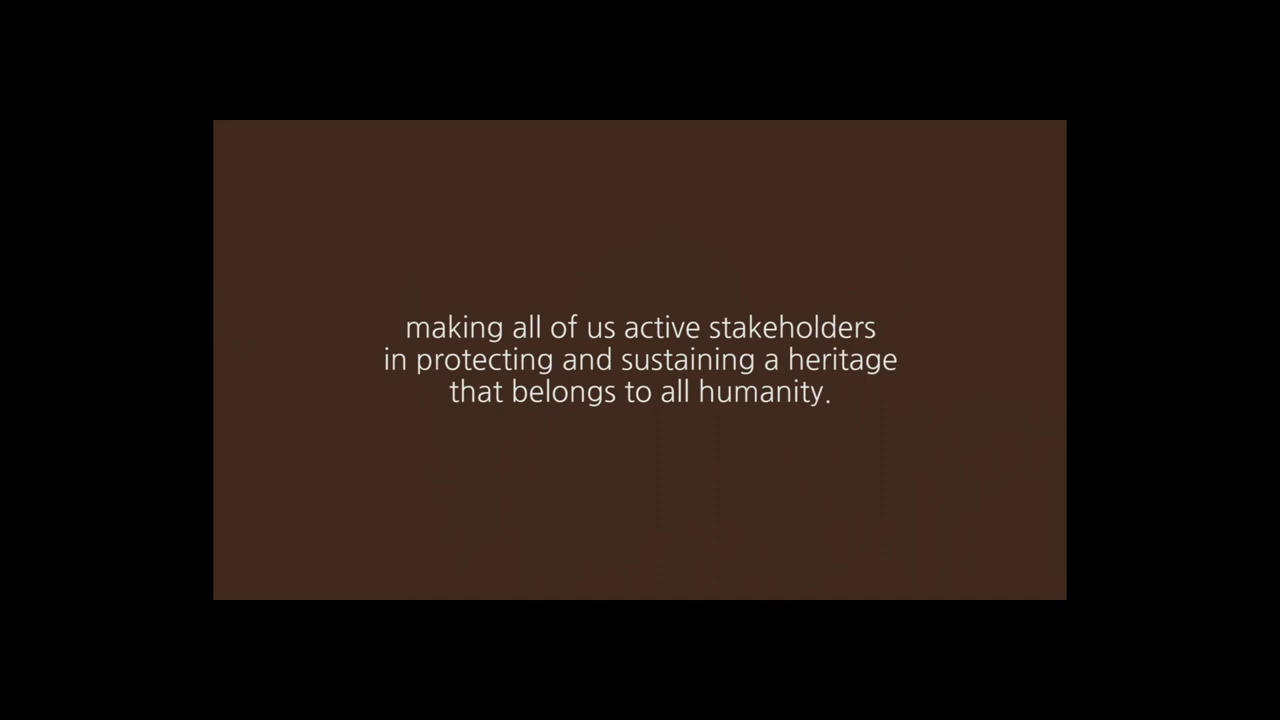 making all of us active stakeholders
in protecting and sustaining a heritage
that belongs to all humanity.